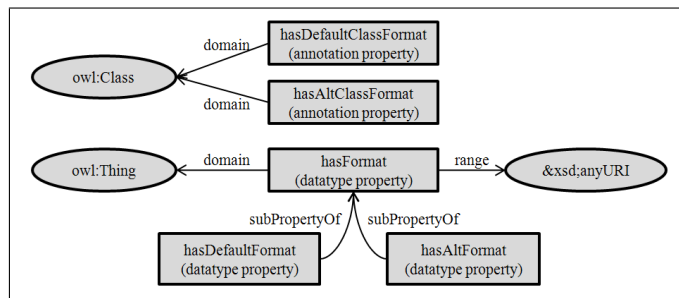 hasDefaultClassFormat
(annotation property)
domain
owl:Class
hasAltClassFormat
(annotation property)
domain
owl:Thing
domain
hasFormat
(datatype property)
range
&xsd;anyURI
subPropertyOf
subPropertyOf
hasDefaultFormat
(datatype property)
hasAltFormat
(datatype property)